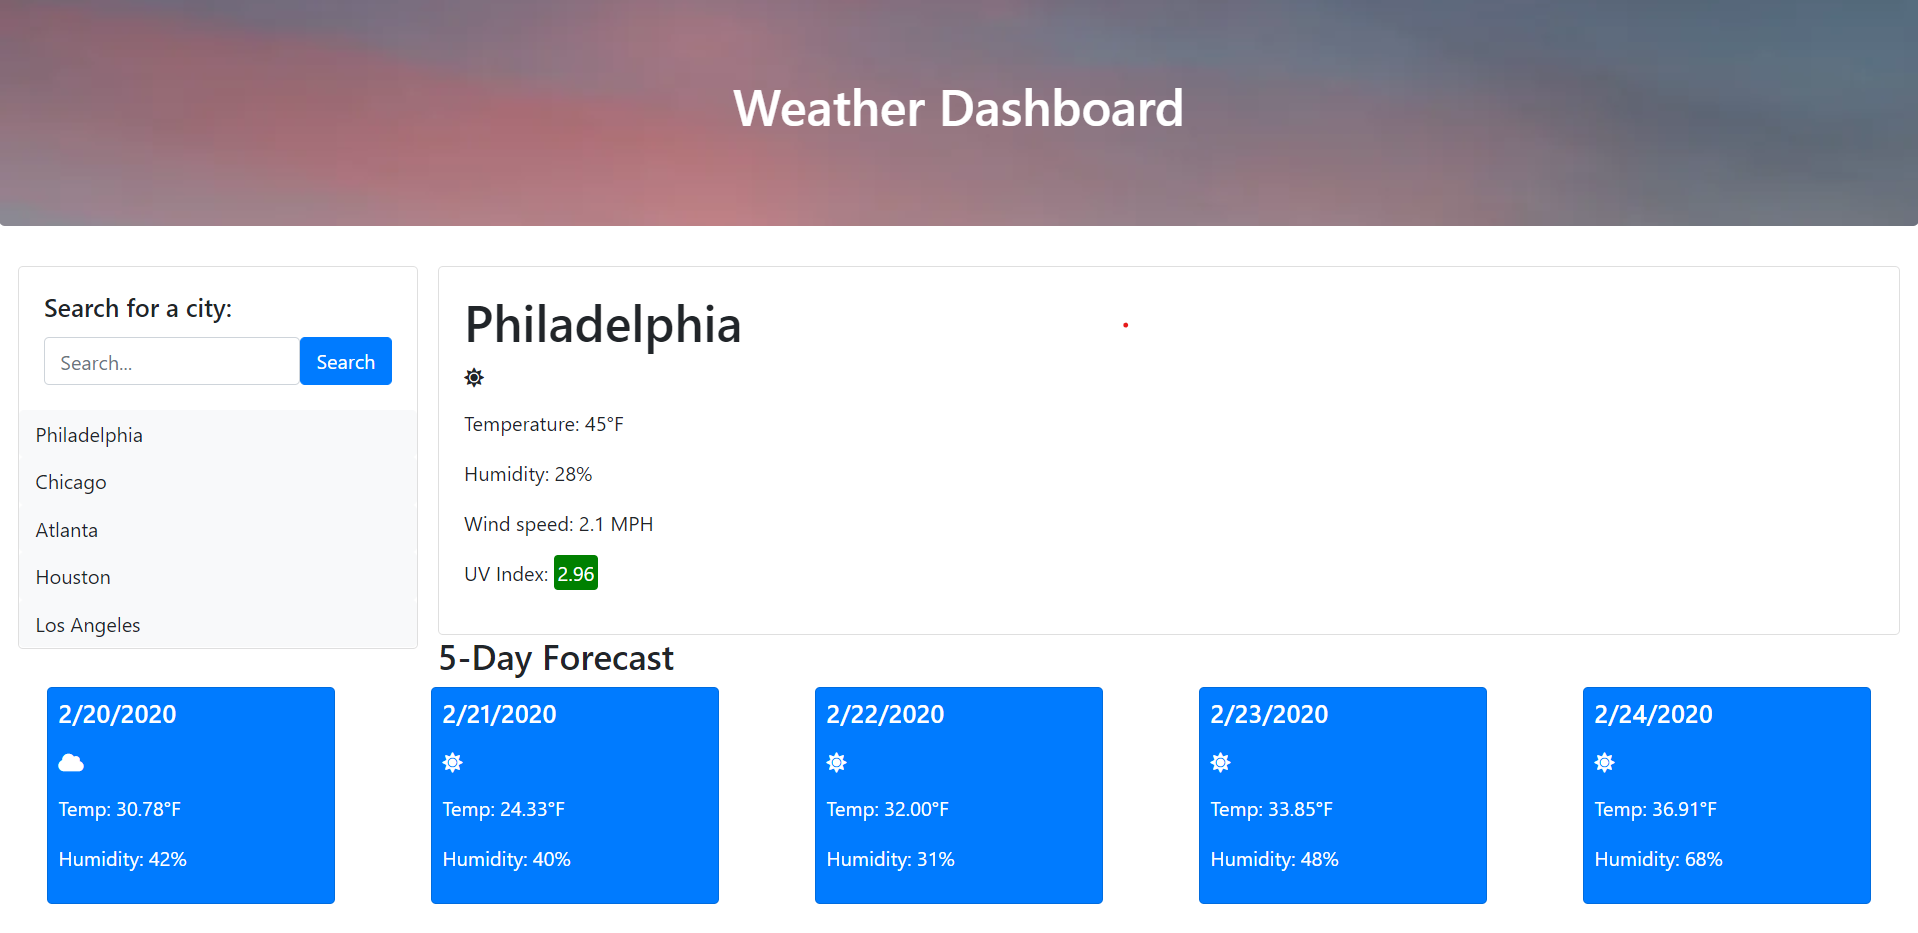 Weather Dashboard
Search for a city:
Search...
Search
Philadelphia
Chicago
Atlanta
Houston
Los Angeles
Philadelphia
Temperature: 45°F
Humidity: 28%
Wind speed: 2.1 MPH
UV Index: 2.96
5-Day Forecast
2/20/2020
Temp: 30.78°F
Humidity: 42%
2/21/2020
Temp: 24.33°F
Humidity: 40%
2/22/2020
Temp: 32.00°F
Humidity: 31%
2/23/2020
Temp: 33.85°F
Humidity: 48%
2/24/2020
Temp: 36.91°F
Humidity: 68%